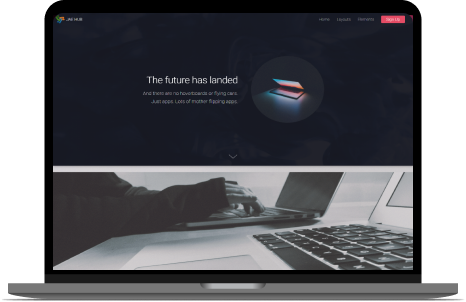 JAE HUB
Home Layouts Elements Sign Up
The future has landed
And there are no hoverboards or flying cars.
Just apps. Lots of mother flipping apps.